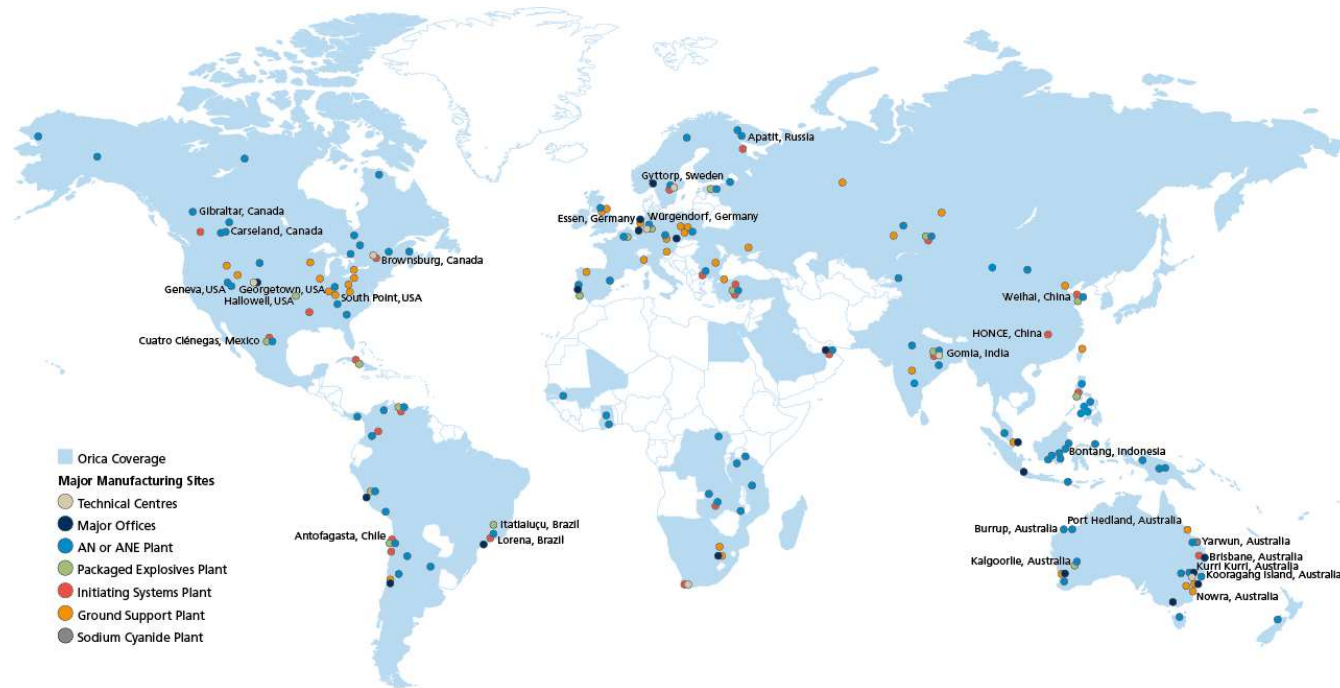 Apatit, Russia
Gyttorp, Sweden
Gibraltar, Canada
Essen, Germany
Würgendorf, Germany
Carseland, Canada
Brownsburg, Canada
Geneva, USA
Georgetown, USA
Hallowell, USA
South Point, USA
Weihai, China
HONCE, China
Cuatro Ciénegas, Mexico
Gomia, India
Bontang, Indonesia
Orica Coverage
Major Manufacturing Sites
Technical Centres
Major Offices
AN or ANE Plant
Packaged Explosives Plant
Initiating Systems Plant
Ground Support Plant
Sodium Cyanide Plant
Antofagasta, Chile
Itatiaiuçu, Brazil
Lorena, Brazil
Burrup, Australia
Port Hedland, Australia
Yarwun, Australia
Brisbane, Australia
Kalgoorlie, Australia
Kurri Kurri, Australia
Kooragang Island, Australia
Nowra, Australia